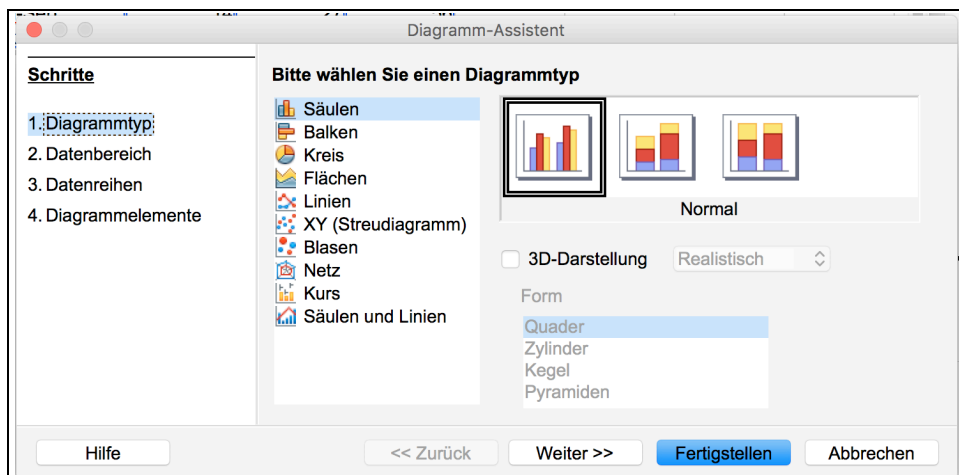 Diagramm-Assistent
Schritte
1. Diagrammtyp
2. Datenbereich
3. Datenreihen
4. Diagrammelemente
Bitte wählen Sie einen Diagrammtyp
Säulen
Balken
Kreis
Flächen
Linien
XY (Streudiagramm)
Blasen
Netz
Kurs
Säulen und Linien
Normal
3D-Darstellung Realistisch
Form
Quader
Zylinder
Kegel
Pyramiden
Hilfe << Zurück Weiter >> Fertigstellen Abbrechen